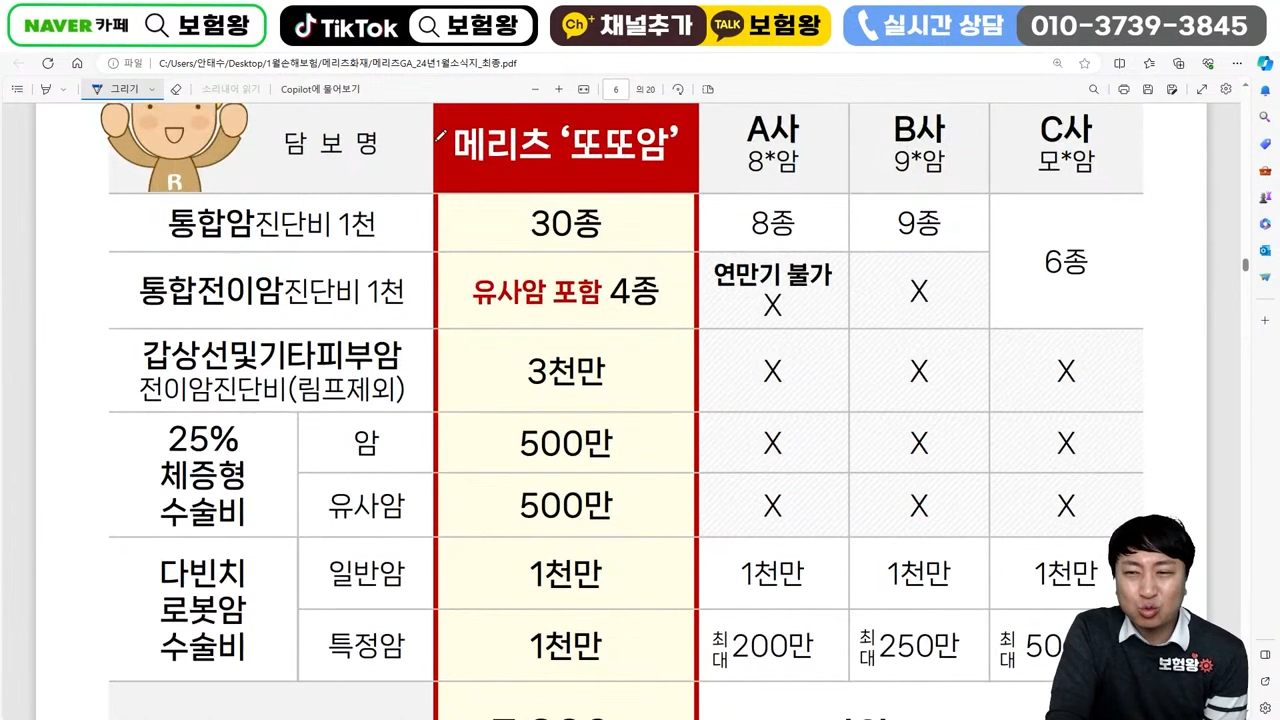 NAVER 카페 보험왕
TikTok 보험왕
Ch+ 채널추가 TALK 보험왕
실시간 상담 010-3739-3845
파일 C:/Users/안태수/Desktop/1월손해보험/메리츠화재/메리츠GA_24년1월소식지_최종.pdf
그리기 소리내어 읽기 Copilot에 물어보기 6 의 20
담보명 메리츠 ‘또또암’ A사 B사 C사
8*암 9*암 모*암
R
통합암진단비 1천 30종 8종 9종 6종
통합전이암진단비 1천 유사암 포함 4종 연만기 불가 X X
갑상선및기타피부암
전이암진단비(림프제외) 3천만 X X X
25%
체증형
수술비
암 500만 X X X
유사암 500만 X X X
다빈치
로봇암
수술비
일반암 1천만 1천만 1천만 1천만
특정암 1천만 최대 200만 최대 250만 최대 50
보험왕